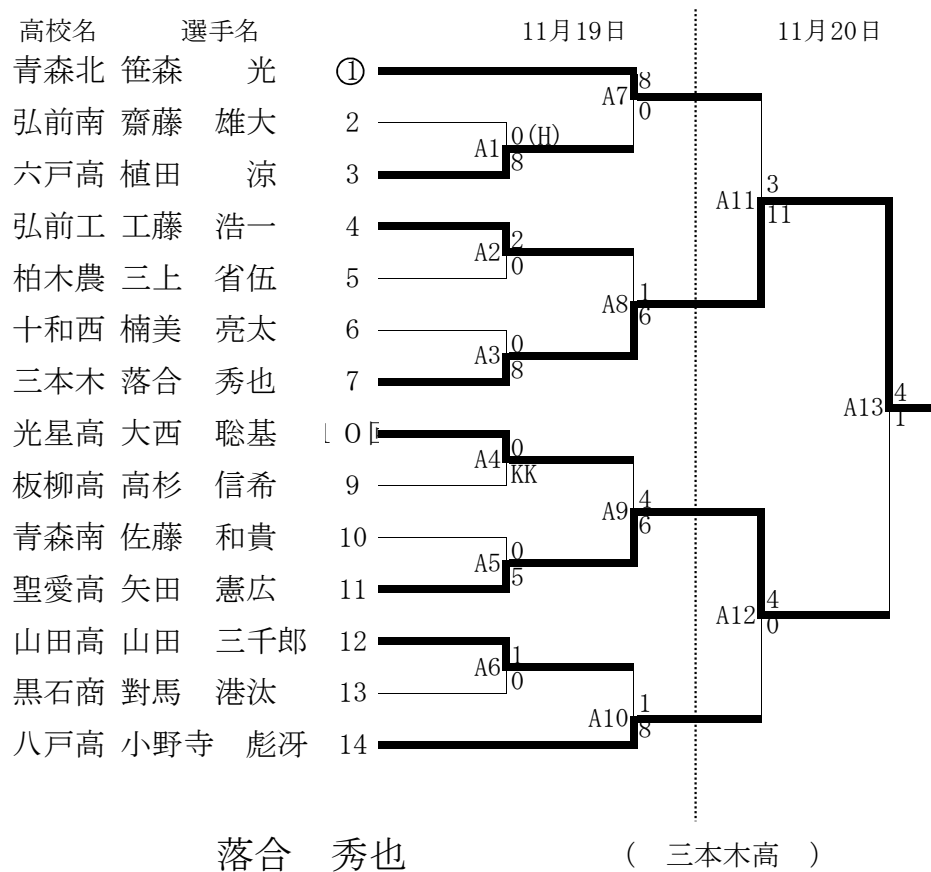 高校名 選手名 11月19日 11月20日
青森北 笹森 光 ①
8
A7
0
弘前南 齋藤 雄大 2
0(H)
A1
8
六戸高 植田 涼 3
3
A11
11
弘前工 工藤 浩一 4
2
A2
0
柏木農 三上 省伍 5
1
A8
6
十和西 楠美 亮太 6
0
A3
8
三本木 落合 秀也 7
4
A13
1
光星高 大西 聡基
0
A4
KK
板柳高 高杉 信希 9
4
A9
6
青森南 佐藤 和貴 10
0
A5
5
聖愛高 矢田 憲広 11
4
A12
0
山田高 山田 三千郎 12
1
A6
0
黒石商 對馬 港汰 13
1
A10
8
八戸高 小野寺 彪冴 14
落合 秀也 ( 三本木高 )